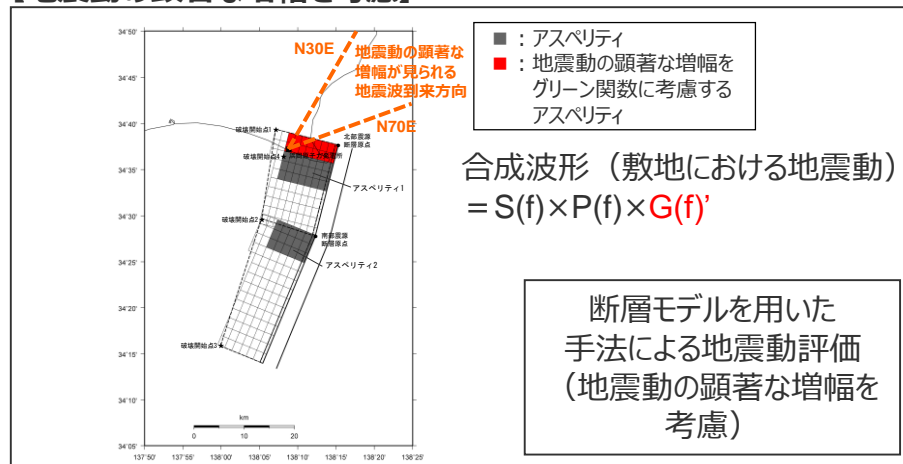 【地震動の顕著な増幅を考慮】
34°50'
34°45'
34°40'
34°35'
34°30'
34°25'
34°20'
34°15'
34°10'
34°05'
137°50'
137°55'
138°00'
138°05'
138°10'
138°15'
138°20'
138°25'
N30E
地震動の顕著な
増幅が見られる
地震波到来方向
N70E
破壊開始点1
破壊開始点4
北部震源
断層原点
アスペリティ1
破壊開始点2
南部震源
断層原点
アスペリティ2
破壊開始点3
km
0 10 20
■：アスペリティ
■：地震動の顕著な増幅を
グリーン関数に考慮する
アスペリティ
合成波形（敷地における地震動）
＝S(f)×P(f)×G(f)’
断層モデルを用いた
手法による地震動評価
（地震動の顕著な増幅を
考慮）